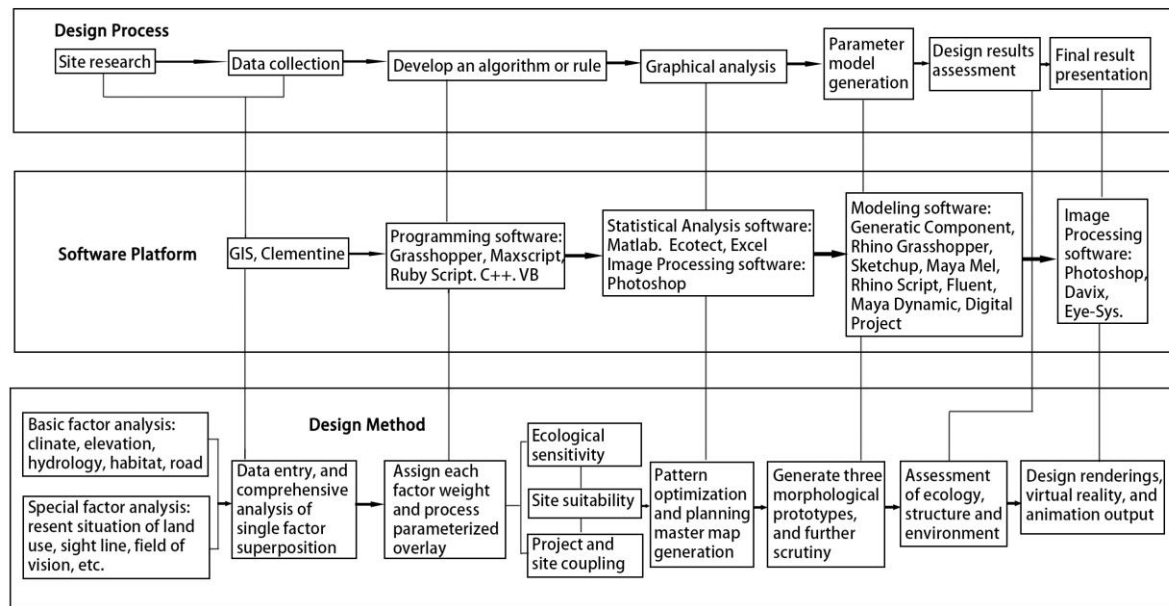 Design Process
Site research
Data collection
Develop an algorithm or rule
Graphical analysis
Parameter
model
generation
Design results
assessment
Final result
presentation
Software Platform
GIS, Clementine
Programming software:
Grasshopper, Maxscript,
Ruby Script. C++. VB
Statistical Analysis software:
Matlab. Ecotect, Excel
Image Processing software:
Photoshop
Modeling software:
Generatic Component,
Rhino Grasshopper,
Sketchup, Maya Mel,
Rhino Script, Fluent,
Maya Dynamic, Digital
Project
Image
Processing
software:
Photoshop,
Davix,
Eye-Sys.
Design Method
Basic factor analysis:
climate, elevation,
hydrology, habitat, road
Special factor analysis:
resent situation of land
use, sight line, field of
vision, etc.
Data entry, and
comprehensive
analysis of
single factor
superposition
Assign each
factor weight
and process
parameterized
overlay
Ecological
sensitivity
Site suitability
Project and
site coupling
Pattern
optimization
and planning
master map
generation
Generate three
morphological
prototypes,
and further
scrutiny
Assessment
of ecology,
structure and
environment
Design renderings,
virtual reality, and
animation output